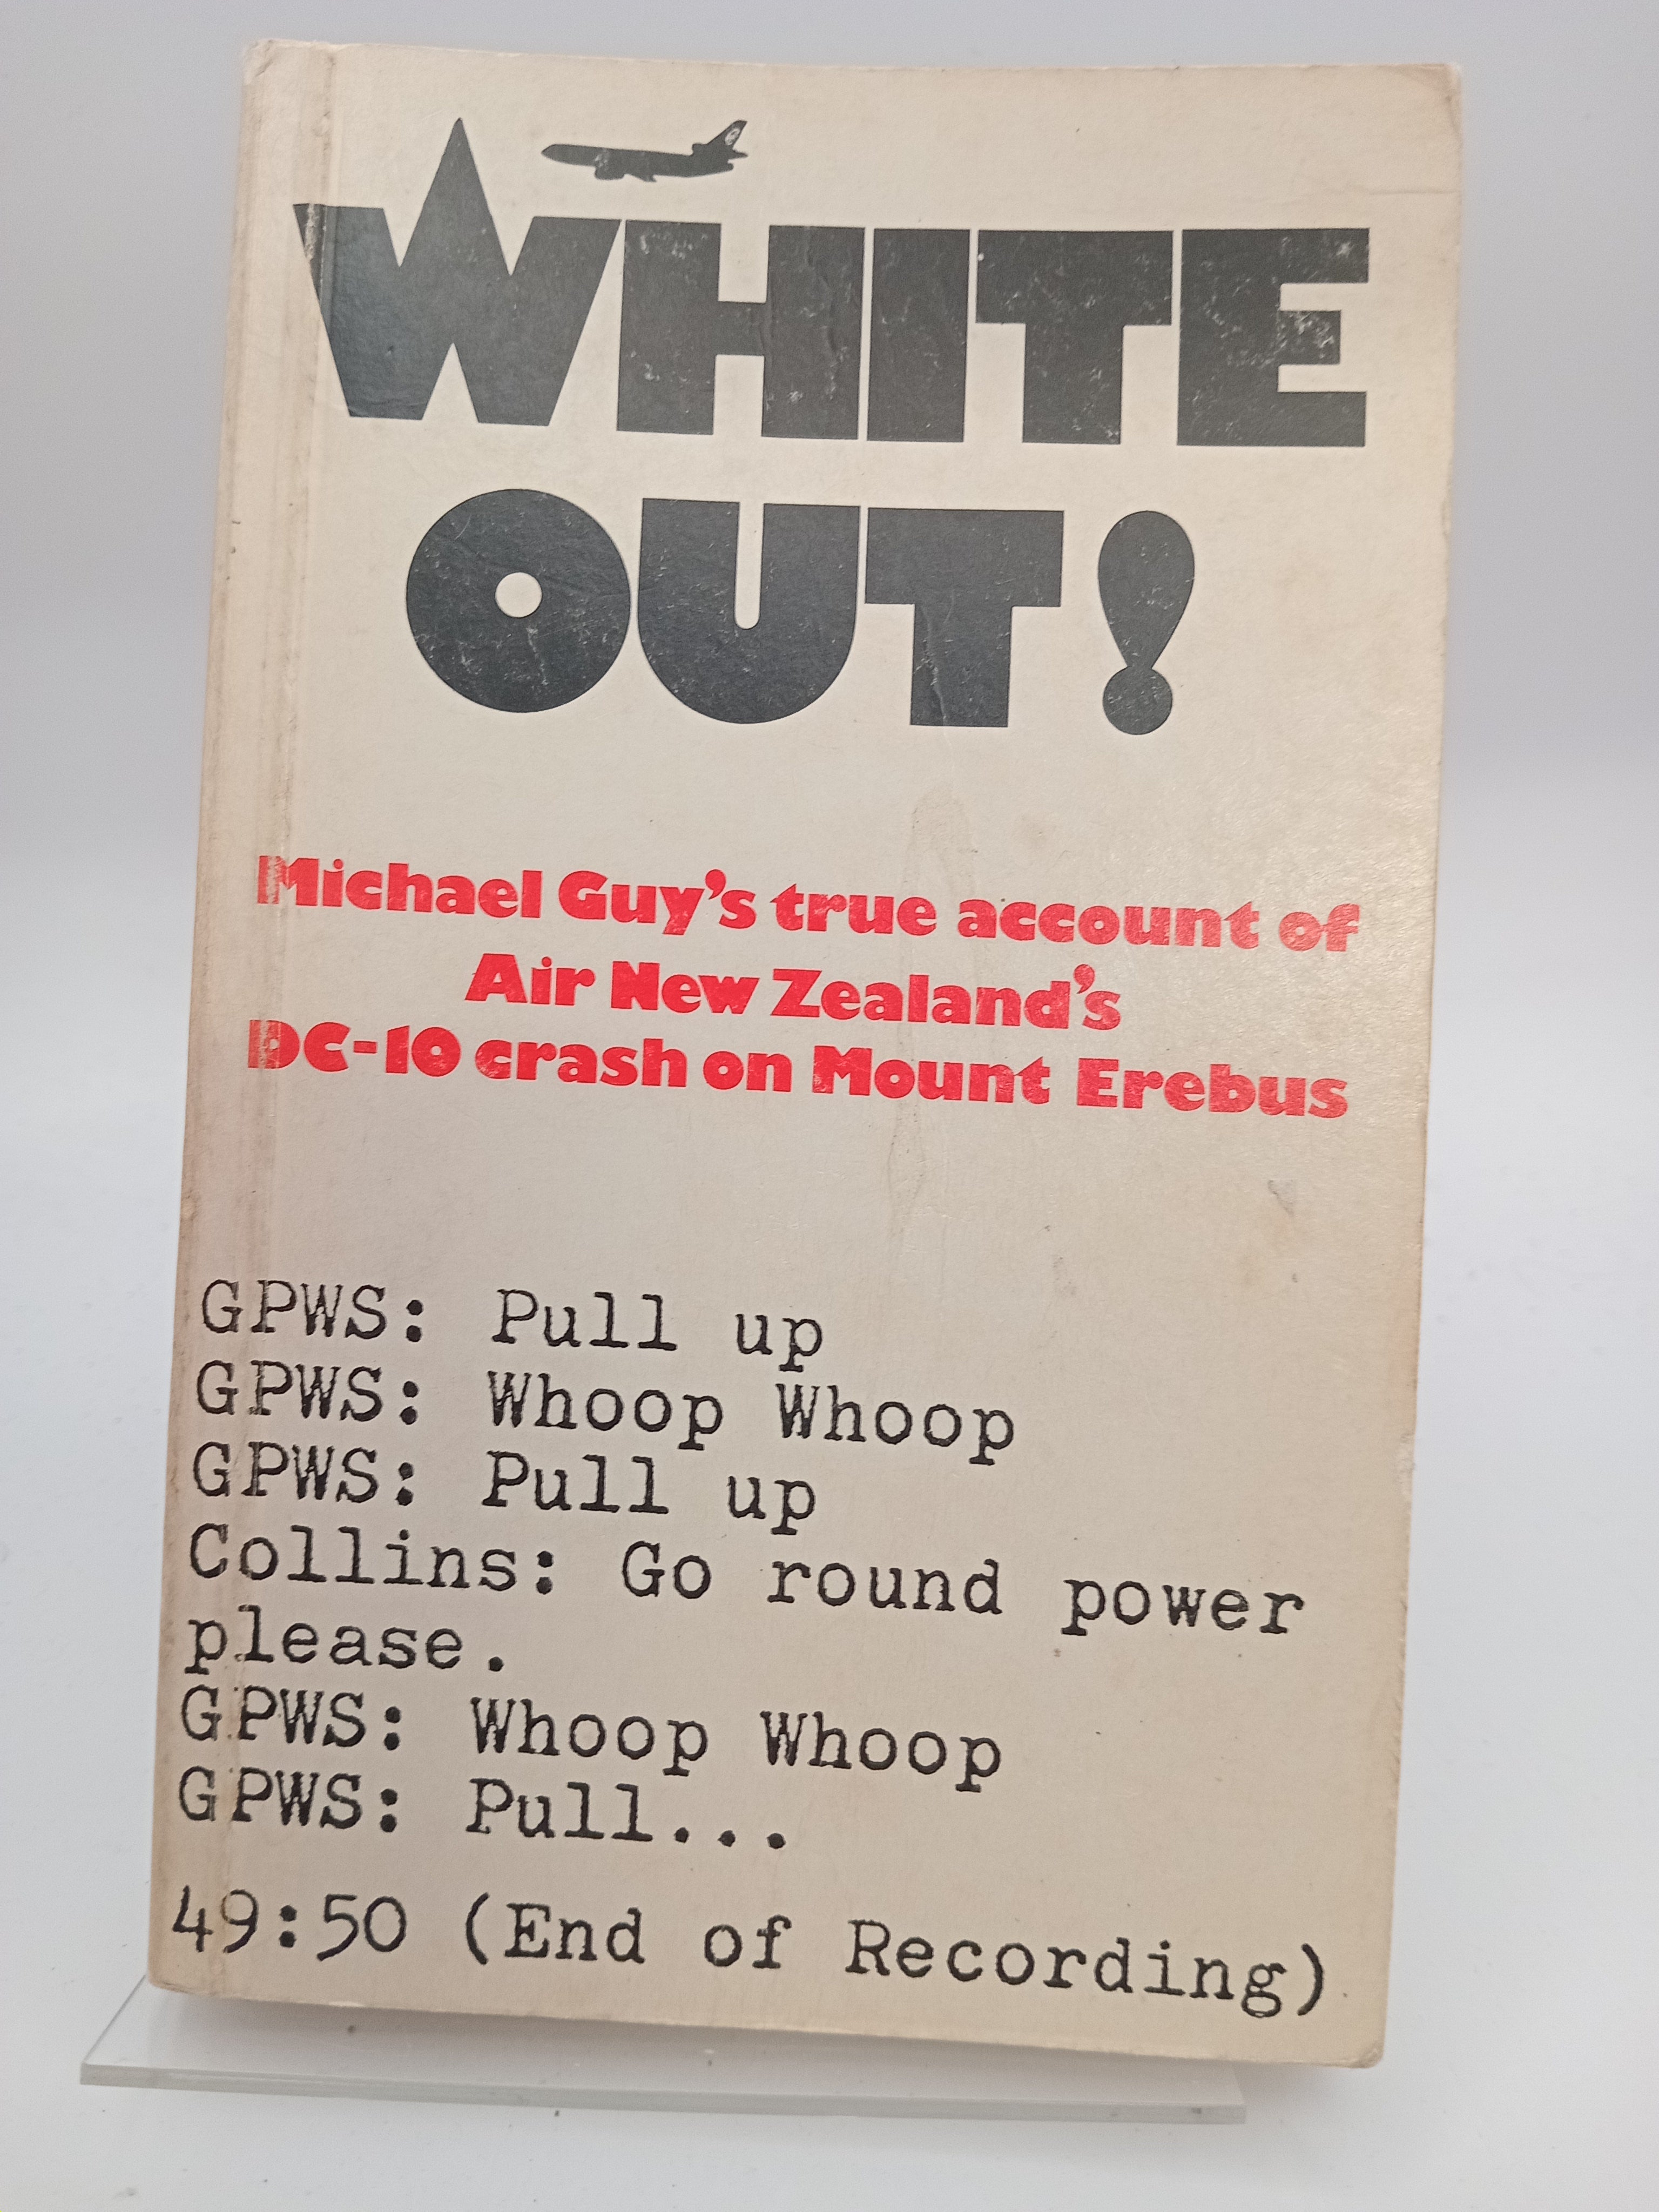 WHITE
OUT!
Michael Guy's true account of
Air New Zealand's
DC-10 crash on Mount Erebus
GPWS: Pull up
GPWS: Whoop Whoop
GPWS: Pull up
Collins: Go round power
please.
GPWS: Whoop Whoop
GPWS: Pull...
49:50 (End of Recording)